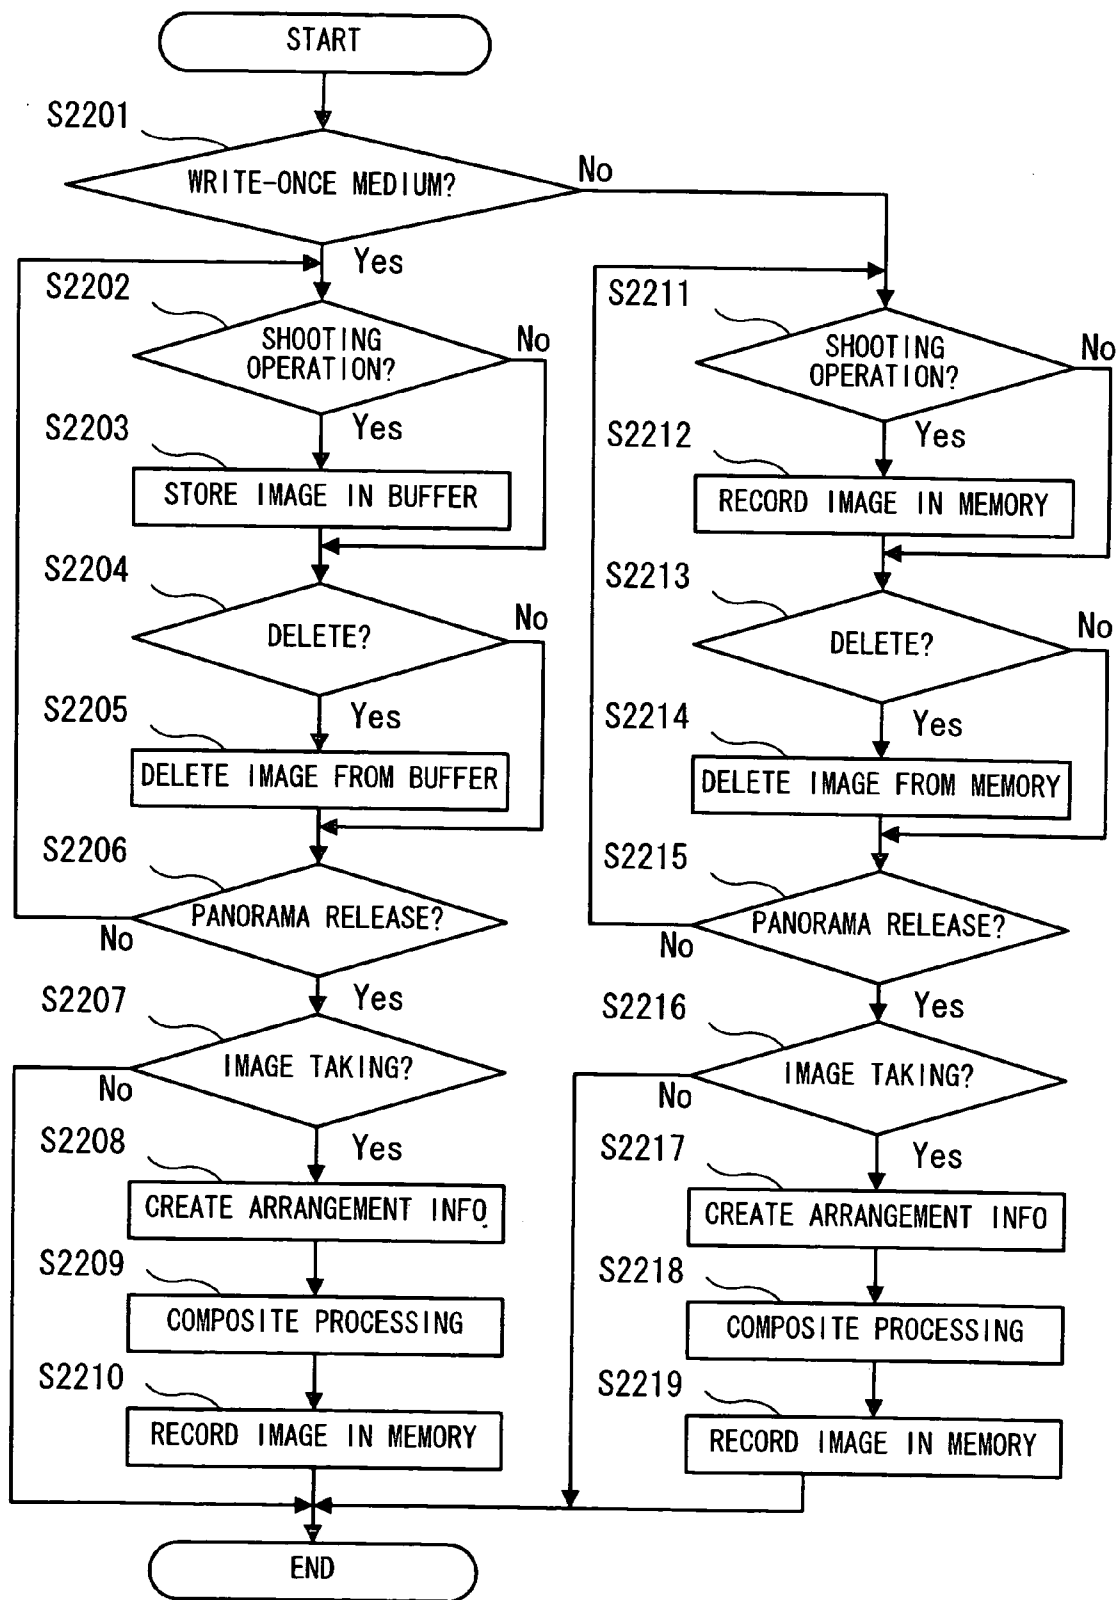 START
S2201
WRITE-ONCE MEDIUM?
No
Yes
S2202
SHOOTING
OPERATION?
No
Yes
S2203
STORE IMAGE IN BUFFER
S2204
DELETE?
No
Yes
S2205
DELETE IMAGE FROM BUFFER
S2206
PANORAMA RELEASE?
No
Yes
S2207
IMAGE TAKING?
No
Yes
S2208
CREATE ARRANGEMENT INFO
S2209
COMPOSITE PROCESSING
S2210
RECORD IMAGE IN MEMORY
S2211
SHOOTING
OPERATION?
No
Yes
S2212
RECORD IMAGE IN MEMORY
S2213
DELETE?
No
Yes
S2214
DELETE IMAGE FROM MEMORY
S2215
PANORAMA RELEASE?
No
Yes
S2216
IMAGE TAKING?
No
Yes
S2217
CREATE ARRANGEMENT INFO
S2218
COMPOSITE PROCESSING
S2219
RECORD IMAGE IN MEMORY
END